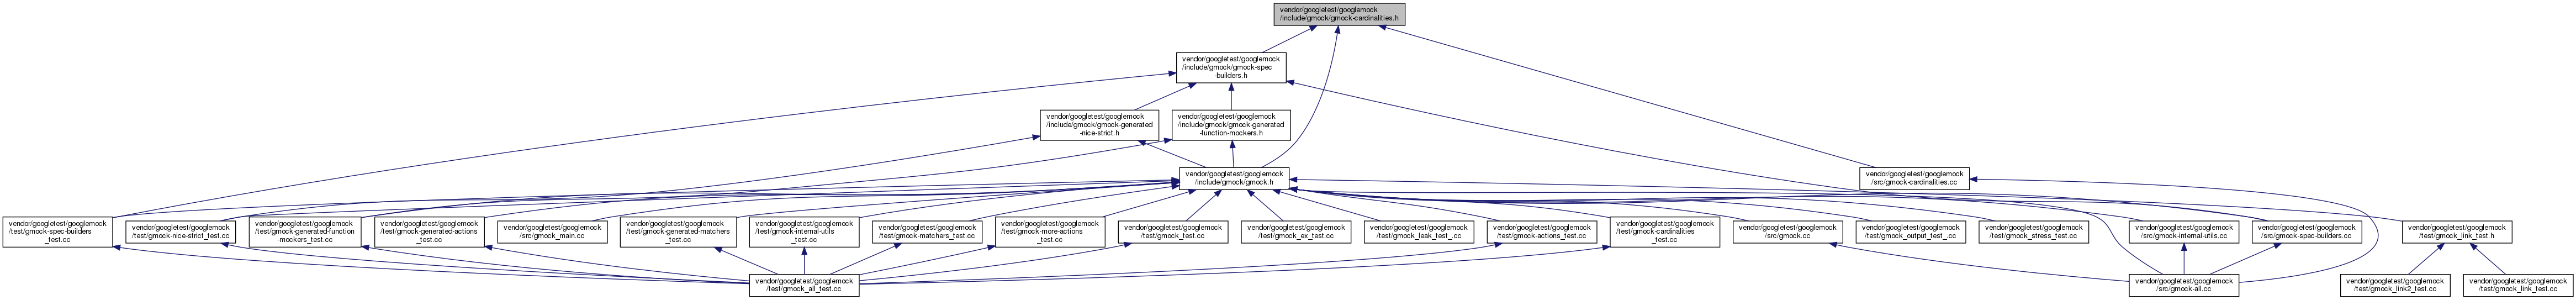 vendor/googletest/googlemock
/include/gmock/gmock-cardinalities.h
vendor/googletest/googlemock
/include/gmock/gmock-spec
-builders.h
vendor/googletest/googlemock
/include/gmock/gmock-generated
-nice-strict.h
vendor/googletest/googlemock
/include/gmock/gmock-generated
-function-mockers.h
vendor/googletest/googlemock
/include/gmock/gmock.h
vendor/googletest/googlemock
/src/gmock-cardinalities.cc
vendor/googletest/googlemock
/test/gmock-spec-builders
_test.cc
vendor/googletest/googlemock
/test/gmock-nice-strict_test.cc
vendor/googletest/googlemock
/test/gmock-generated-function
-mockers_test.cc
vendor/googletest/googlemock
/test/gmock-generated-actions
_test.cc
vendor/googletest/googlemock
/src/gmock_main.cc
vendor/googletest/googlemock
/test/gmock-generated-matchers
_test.cc
vendor/googletest/googlemock
/test/gmock-internal-utils
_test.cc
vendor/googletest/googlemock
/test/gmock-matchers_test.cc
vendor/googletest/googlemock
/test/gmock-more-actions
_test.cc
vendor/googletest/googlemock
/test/gmock_test.cc
vendor/googletest/googlemock
/test/gmock_ex_test.cc
vendor/googletest/googlemock
/test/gmock_leak_test_.cc
vendor/googletest/googlemock
/test/gmock-actions_test.cc
vendor/googletest/googlemock
/test/gmock-cardinalities
_test.cc
vendor/googletest/googlemock
/src/gmock.cc
vendor/googletest/googlemock
/test/gmock_output_test_.cc
vendor/googletest/googlemock
/test/gmock_stress_test.cc
vendor/googletest/googlemock
/src/gmock-internal-utils.cc
vendor/googletest/googlemock
/src/gmock-spec-builders.cc
vendor/googletest/googlemock
/test/gmock_link_test.h
vendor/googletest/googlemock
/test/gmock_all_test.cc
vendor/googletest/googlemock
/src/gmock-all.cc
vendor/googletest/googlemock
/test/gmock_link2_test.cc
vendor/googletest/googlemock
/test/gmock_link_test.cc